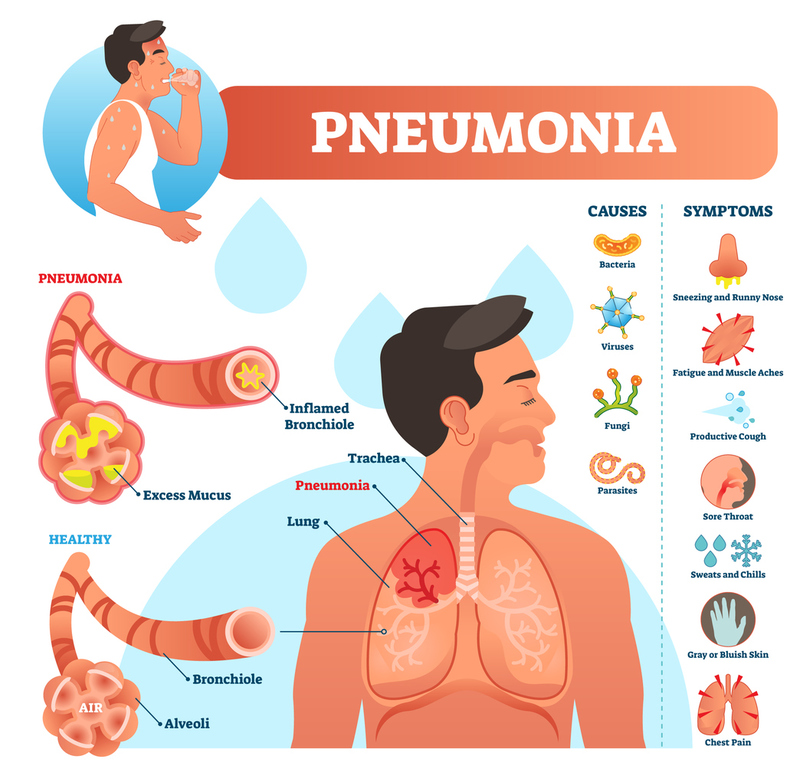 PNEUMONIA
CAUSES
Bacteria
Viruses
Fungi
Parasites
SYMPTOMS
Sneezing and Runny Nose
Fatigue and Muscle Aches
Productive Cough
Sore Throat
Sweats and Chills
Gray or Bluish Skin
Chest Pain
PNEUMONIA
Inflamed
Bronchiole
Excess Mucus
Trachea
Pneumonia
Lung
HEALTHY
Bronchiole
AIR
Alveoli